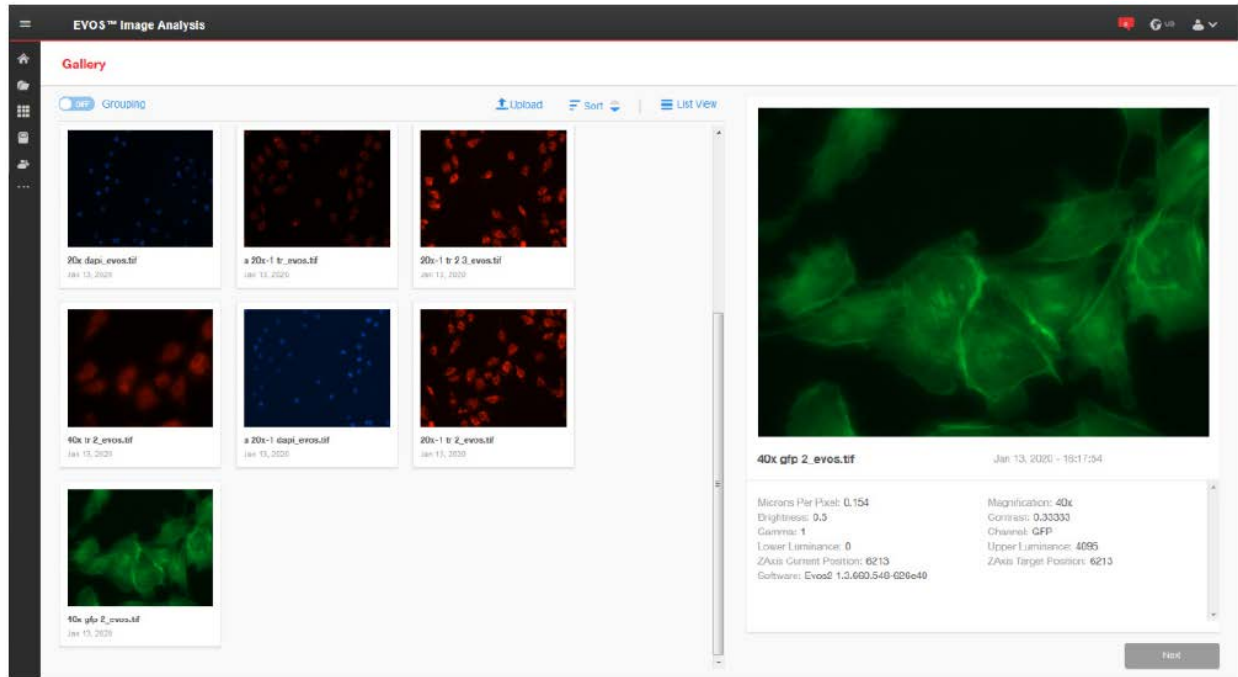 EVOS™ Image Analysis
Gallery
OFF Grouping
Upload
Sort
List View
20x dapi_evos.tif
Jan 13, 2020
a 20x-1 tr_evos.tif
Jan 13, 2020
20x-1 tr 2 3_evos.tif
Jan 13, 2020
40x tr 2_evos.tif
Jan 13, 2020
a 20x-1 dapi_evos.tif
Jan 13, 2020
20x-1 tr 2_evos.tif
Jan 13, 2020
40x gfp 2_evos.tif
Jan 13, 2020
40x gfp 2_evos.tif
Jan 13, 2020 - 16:17:54
Microns Per Pixel: 0.154
Magnification: 40x
Brightness: 0.5
Contrast: 0.33333
Gamma: 1
Channel: GFP
Lower Luminance: 0
Upper Luminance: 4095
ZAxis Current Position: 6213
ZAxis Target Position: 6213
Software: Evos2 1.3.660.548-626e40
Next